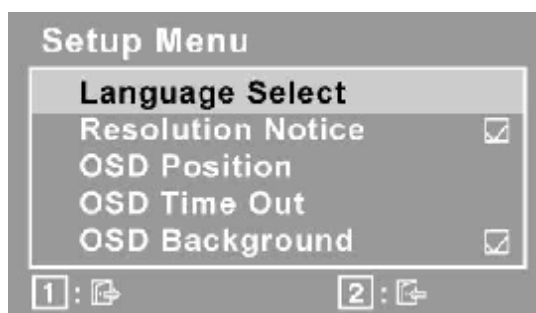 Setup Menu
Language Select
Resolution Notice
OSD Position
OSD Time Out
OSD Background
1 : 2 :